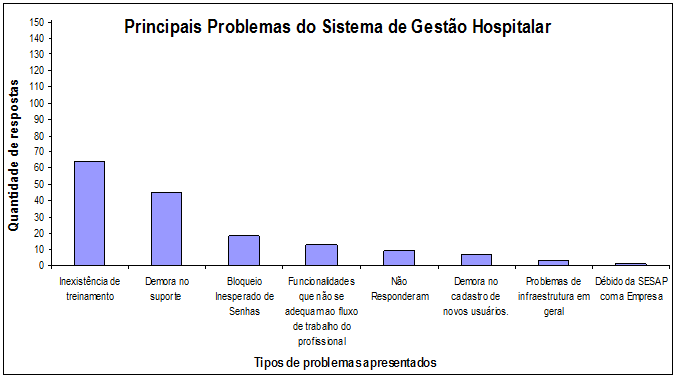 Principais Problemas do Sistema de Gestão Hospitalar
Quantidade de respostas
150
140
130
120
110
100
90
80
70
60
50
40
30
20
10
0
Inexistência de
treinamento
Demora no
suporte
Bloqueio
Inesperado de
Senhas
Funcionalidades
que não se
adequam ao fluxo
de trabalho do
profissional
Não
Responderam
Demora no
cadastro de
novos usuários.
Problemas de
infraestrutura em
geral
Débido da SESAP
com a Empresa
Tipos de problemas apresentados